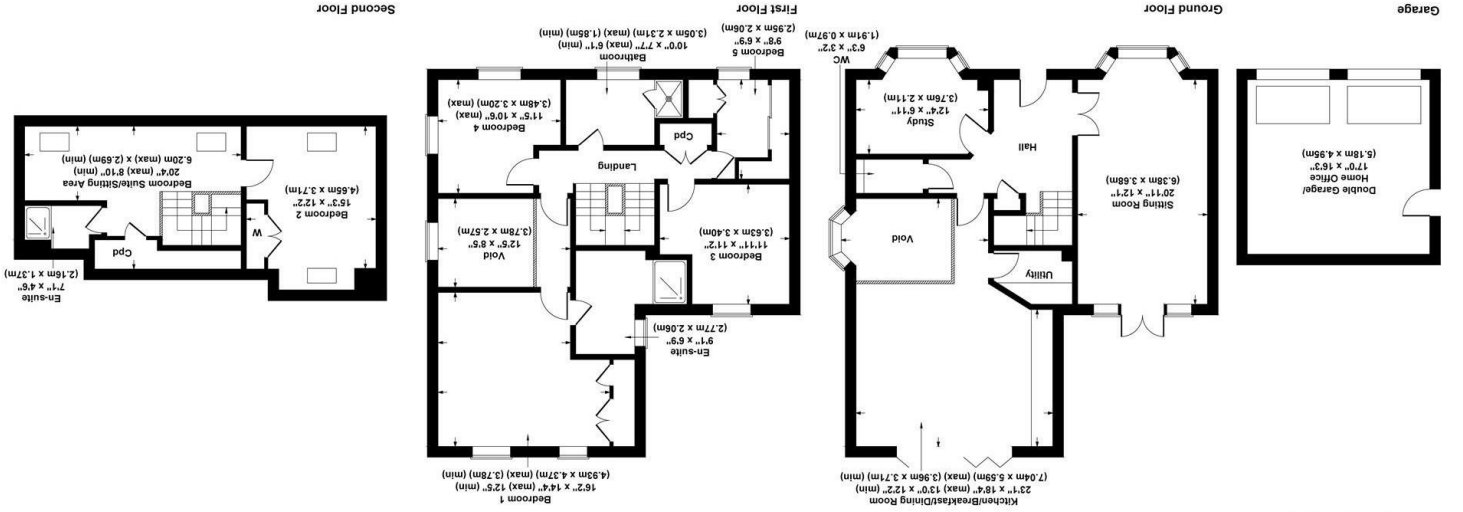 Double Garage/
Home Office
17'0" x 16'3"
(5.18m x 4.95m)
Garage
Kitchen/Breakfast/Dining Room
23'1" x 18'4" (max) 13'0" x 12'2" (min)
(7.04m x 5.59m) (max) (3.96m x 3.71m) (min)
Utility
Void
Sitting Room
20'11" x 12'1"
(6.38m x 3.68m)
Hall
Study
12'4" x 6'11"
(3.76m x 2.11m)
WC
6'3" x 3'2"
(1.91m x 0.97m)
Ground Floor
Bedroom 1
16'2" x 14'4" (max) 12'5" (min)
(4.93m x 4.37m) (max) (3.78m) (min)
En-suite
9'1" x 6'9"
(2.77m x 2.06m)
Bedroom 3
11'11" x 11'2"
(3.63m x 3.40m)
Void
12'5" x 8'5"
(3.78m x 2.57m)
Landing
Cpd
Bedroom 4
11'5" x 10'6" (max)
(3.48m x 3.20m (max)
Bedroom 5
9'8" x 6'9"
(2.95m x 2.06m)
Bathroom
10'0" x 7'7" (max) 6'1" (min)
(3.05m x 2.31m) (max) (1.85m) (min)
First Floor
En-suite
7'1" x 4'6"
(2.16m x 1.37m)
Cpd
W
Bedroom 2
15'3" x 12'2"
(4.65m x 3.71m)
Bedroom Suite/Sitting Area
20'4" (max) 8'10" (min)
6.20m (max) x (2.69m) (min)
Second Floor